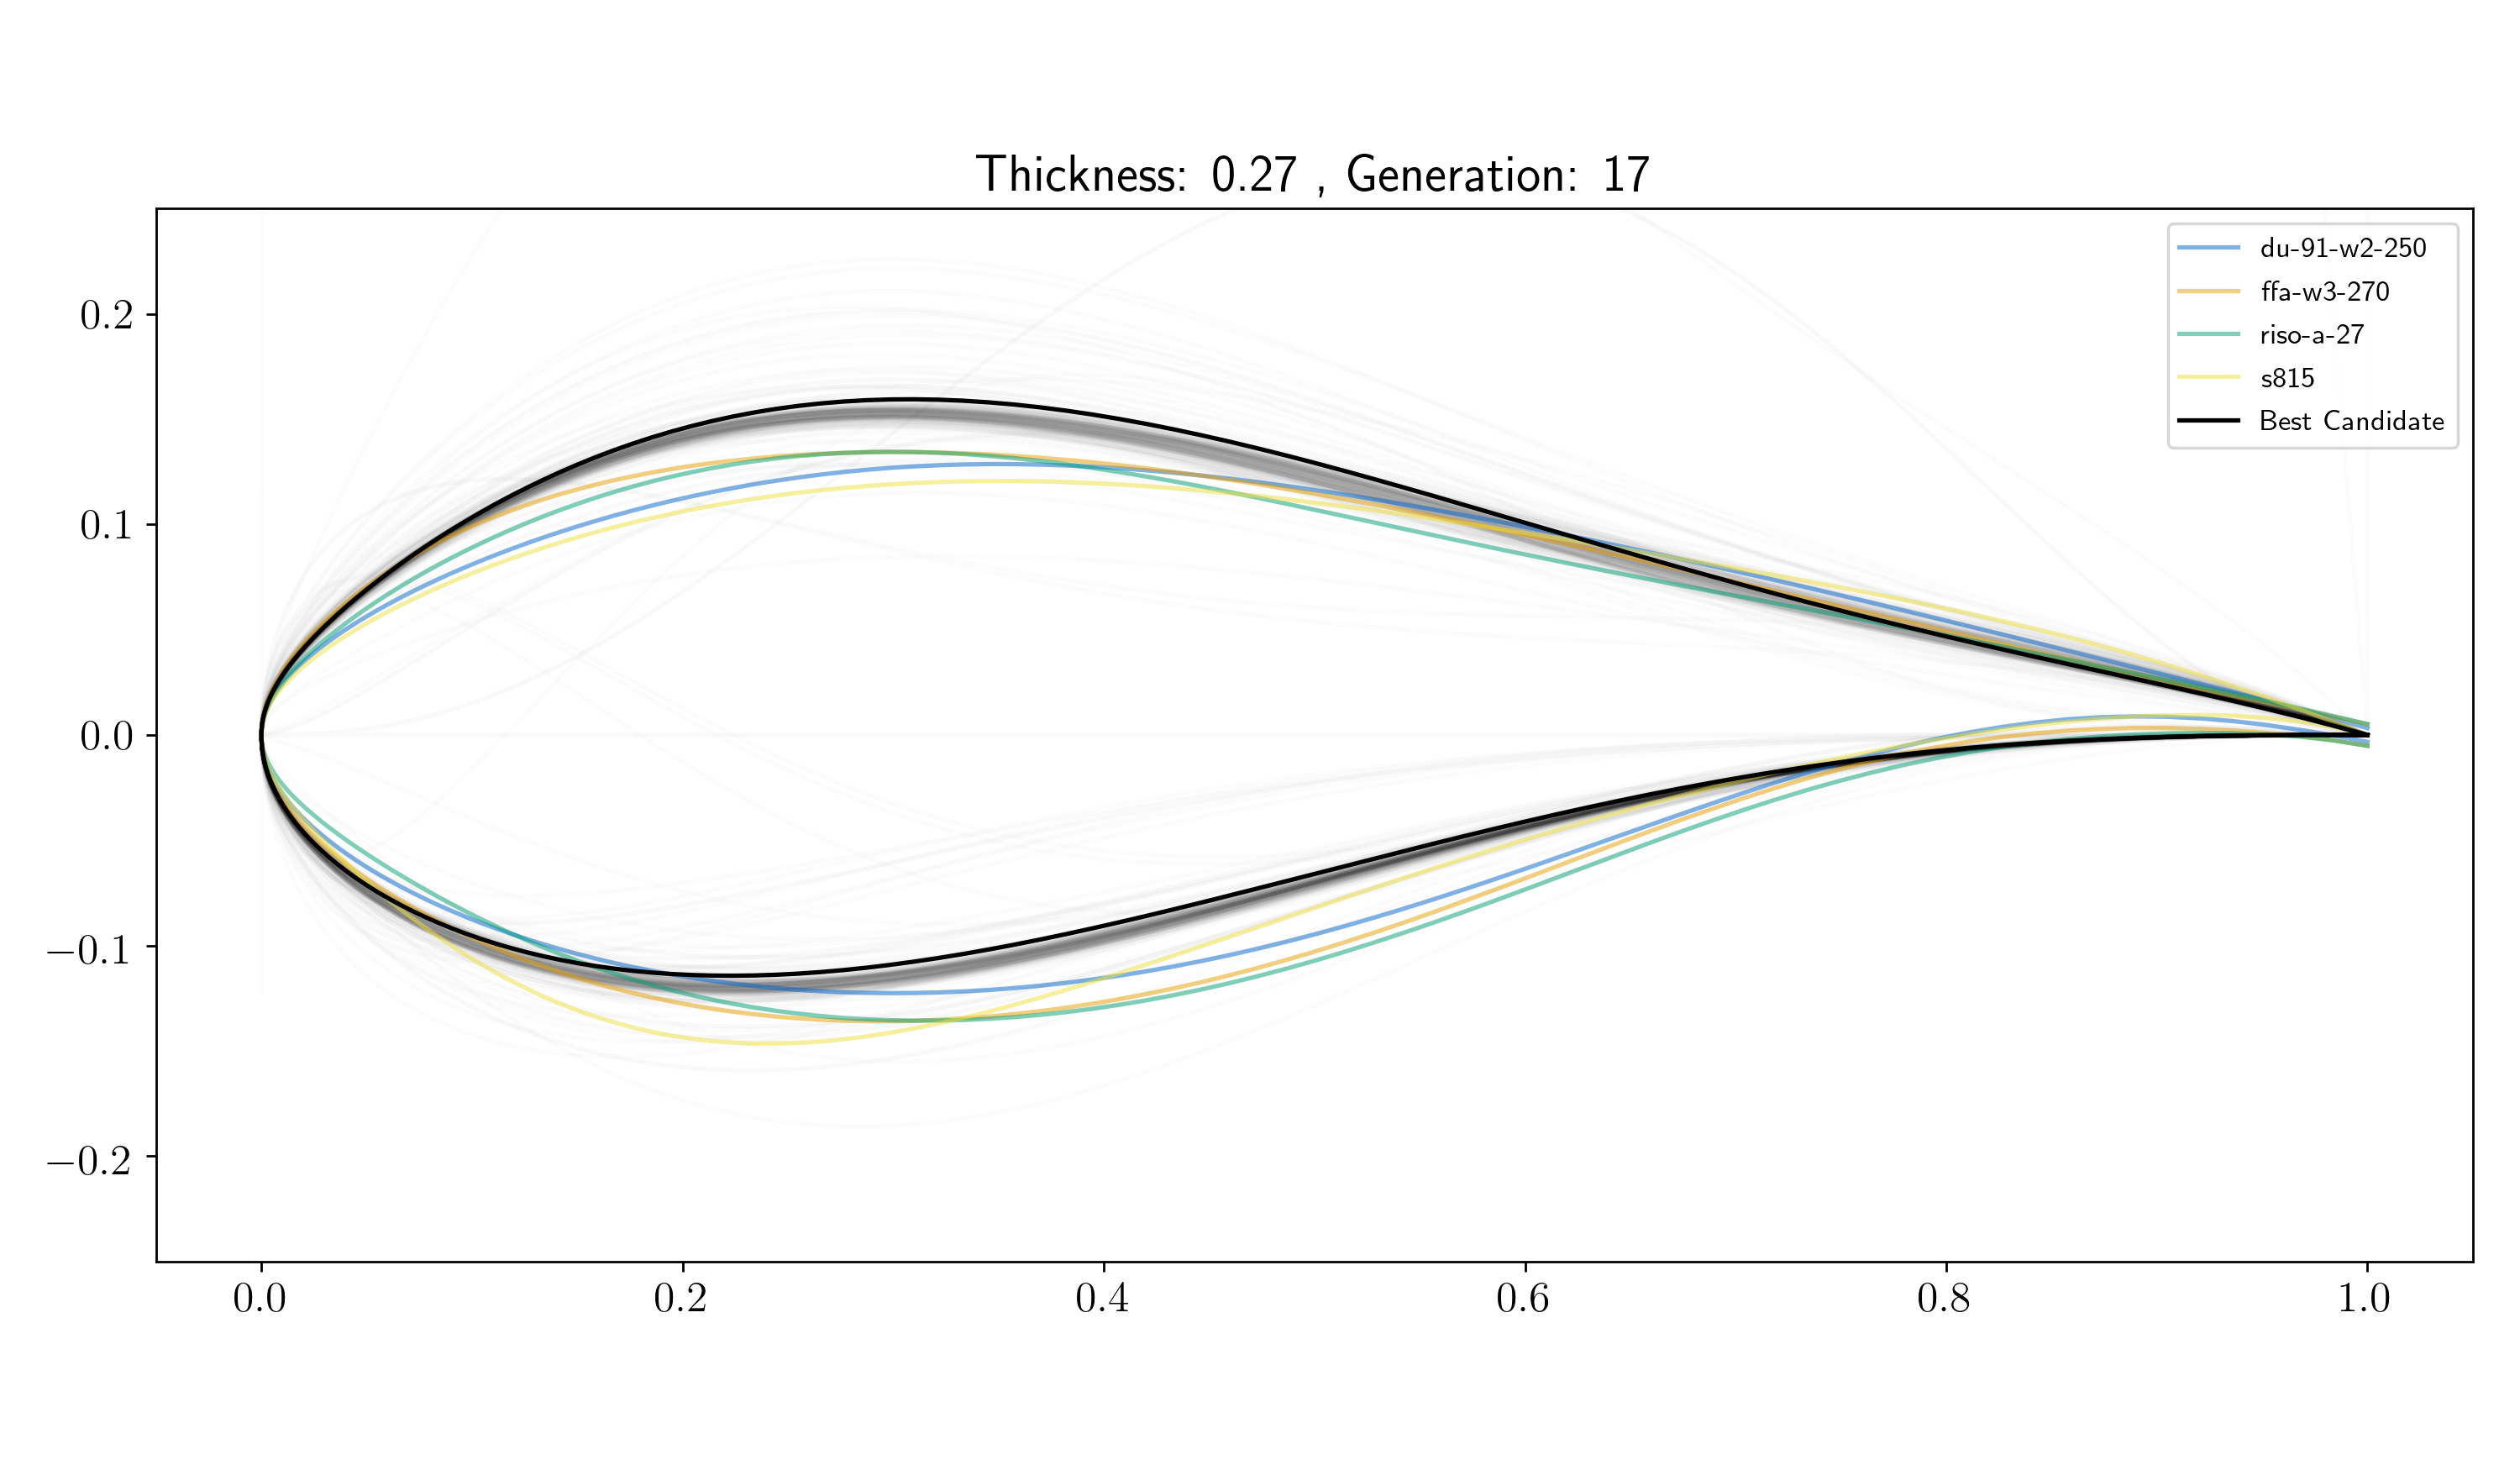 Thickness: 0.27 , Generation: 17
du-91-w2-250
ffa-w3-270
riso-a-27
s815
Best Candidate
0.2
0.1
0.0
−0.1
−0.2
0.0 0.2 0.4 0.6 0.8 1.0